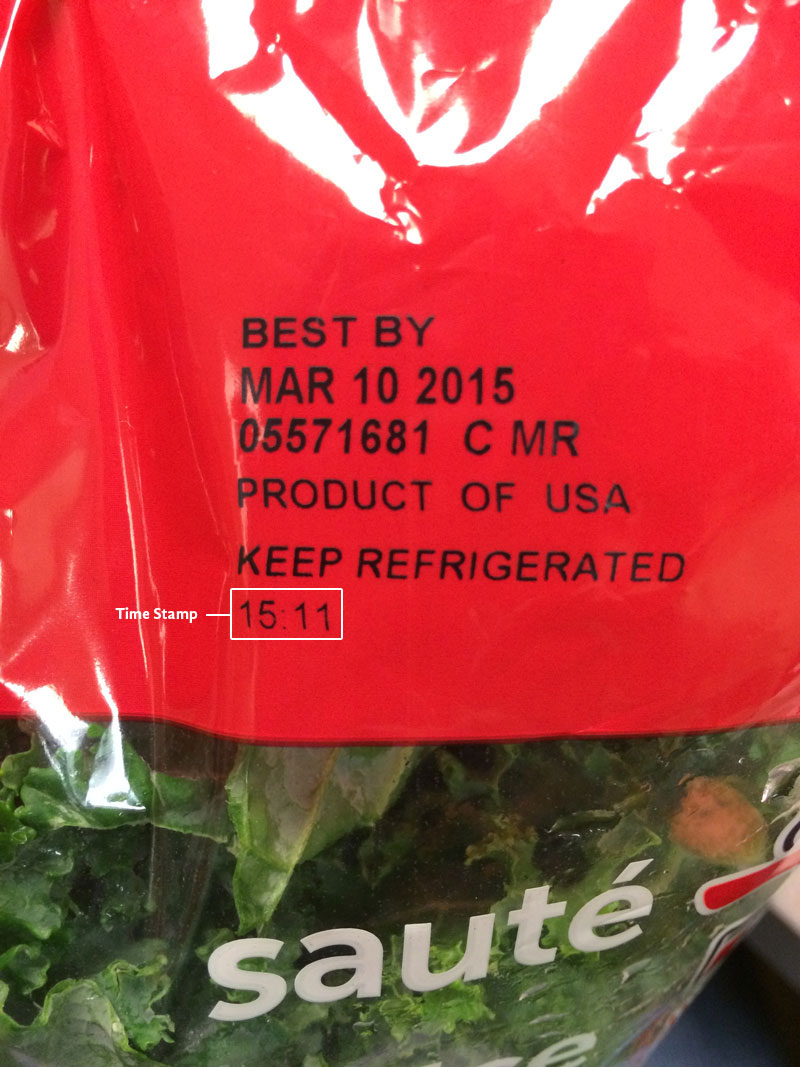 BEST BY
MAR 10 2015
05571681 C MR
PRODUCT OF USA
KEEP REFRIGERATED
Time Stamp
15:11
sauté